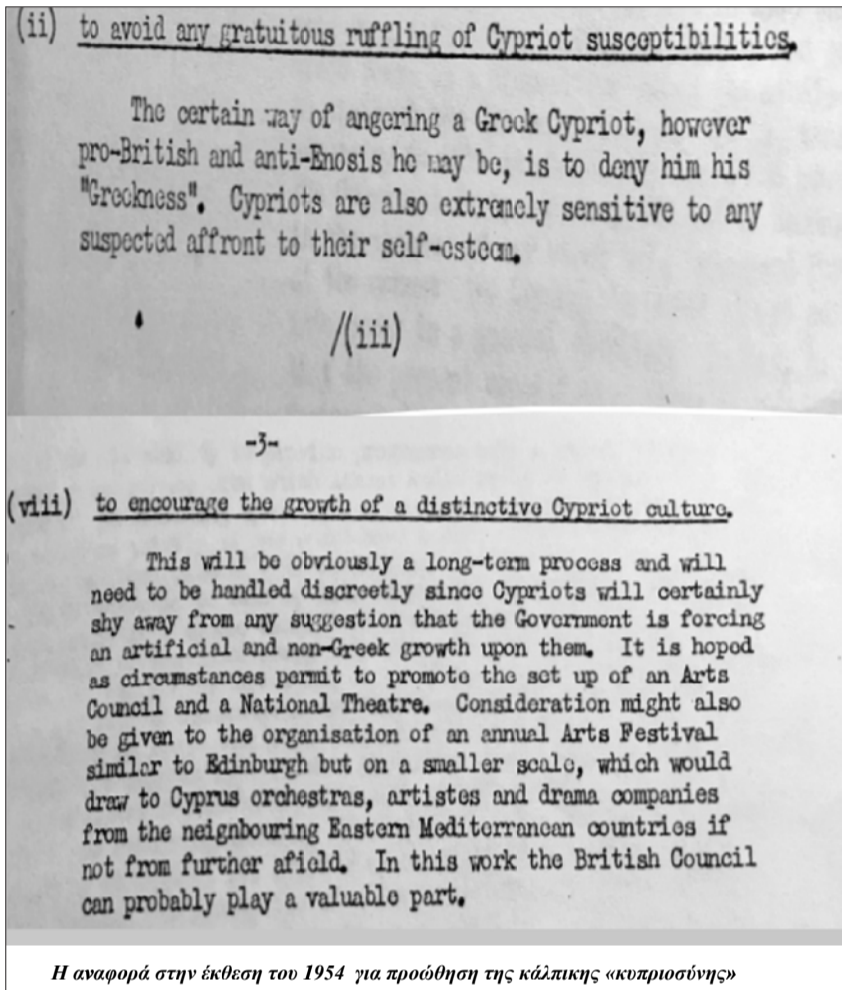 (ii) to avoid any gratuitous ruffling of Cypriot susceptibilities.
The certain way of angering a Greek Cypriot, however
pro-British and anti-Enosis he may be, is to deny him his
"Greekness". Cypriots are also extremely sensitive to any
suspected affront to their self-esteem.
/(iii)
-3-
(viii) to encourage the growth of a distinctive Cypriot culture.
This will be obviously a long-term process and will
need to be handled discreetly since Cypriots will certainly
shy away from any suggestion that the Government is forcing
an artificial and non-Greek growth upon them. It is hoped
as circumstances permit to promote the set up of an Arts
Council and a National Theatre. Consideration might also
be given to the organisation of an annual Arts Festival
similar to Edinburgh but on a smaller scale, which would
draw to Cyprus orchestras, artistes and drama companies
from the neignbouring Eastern Mediterranean countries if
not from further afield. In this work the British Council
can probably play a valuable part.
Η αναφορά στην έκθεση του 1954 για προώθηση της κάλπικης «κυπριοσύνης»